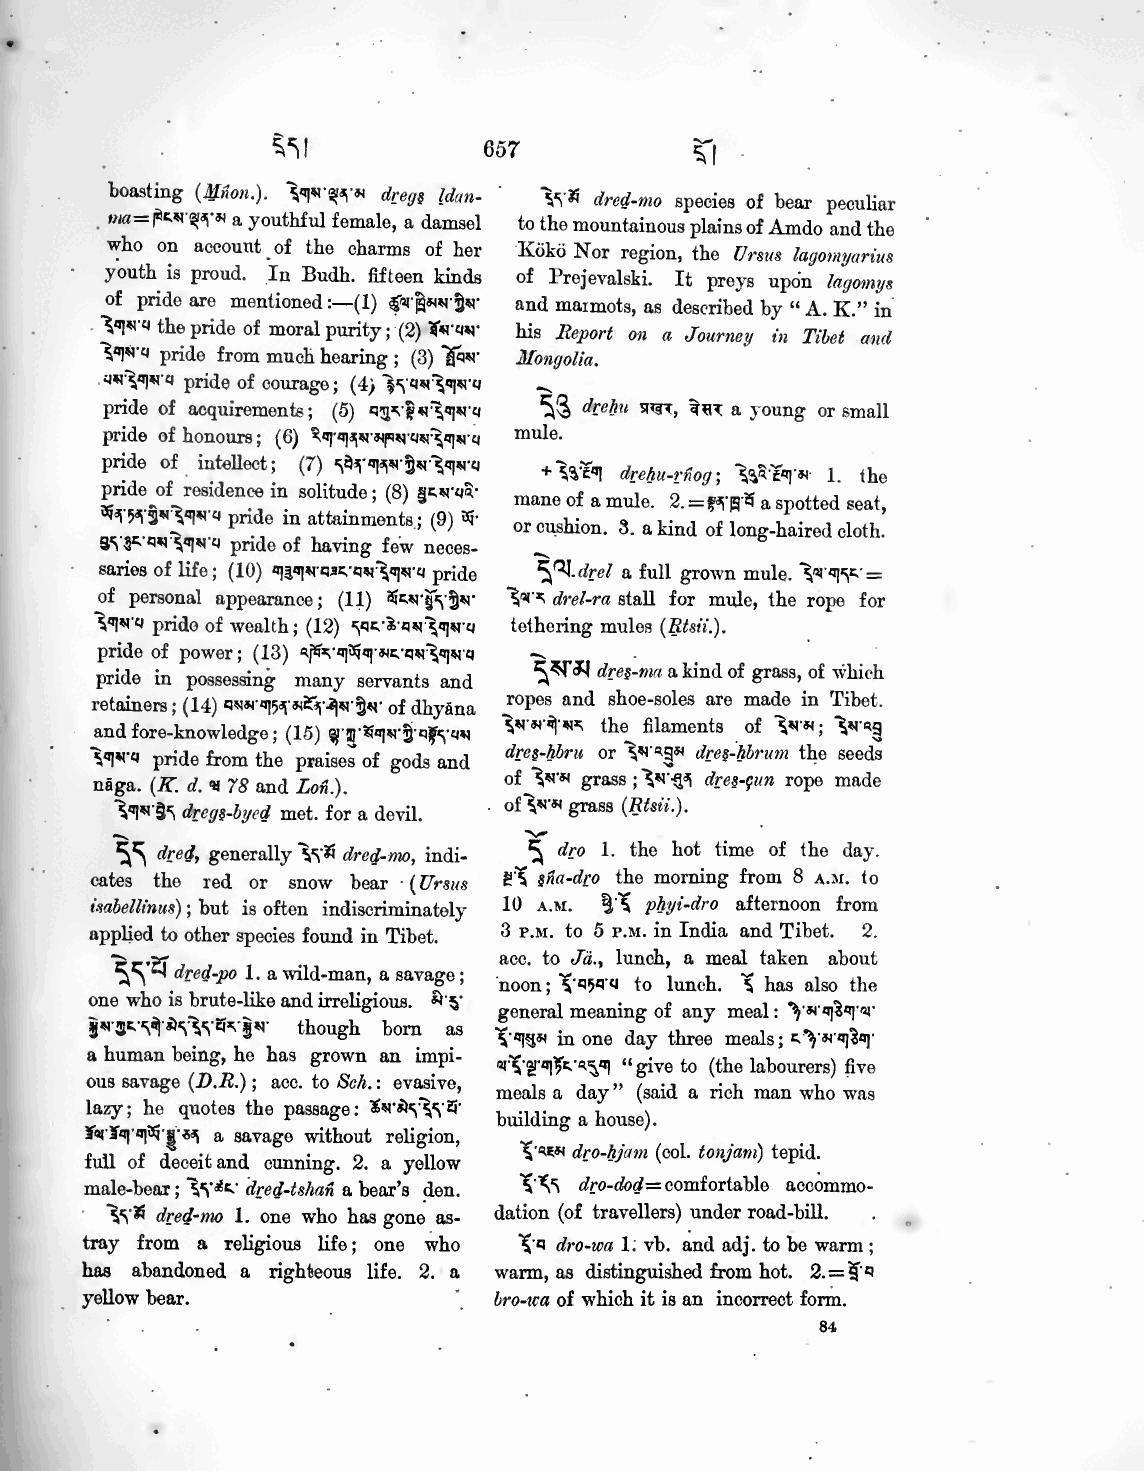 དྲེད། 657 དྲོ།
boasting (Mṅon.). དྲེགས་ལྡན་མ dregs ldan-
ma=ཁེངས་ལྡན་མ a youthful female, a damsel
who on account of the charms of her
youth is proud. In Budh. fifteen kinds
of pride are mentioned:—(1) ཚུལ་ཁྲིམས་ཀྱིས་
དྲེགས་པ the pride of moral purity; (2) ཐོས་པས་
དྲེགས་པ pride from much hearing; (3) སྤོབས་
པས་དྲེགས་པ pride of courage; (4) རྙེད་པས་དྲེགས་པ
pride of acquirements; (5) བཀུར་སྟིས་དྲེགས་པ
pride of honours; (6) རིག་གནས་མཁས་པས་དྲེགས་པ
pride of intellect; (7) དབེན་གནས་ཀྱིས་དྲེགས་པ
pride of residence in solitude; (8) སྦྱངས་པའི་
ཡོན་ཏན་གྱིས་དྲེགས་པ pride in attainments; (9) ཡོ་
བྱད་ཉུང་བས་དྲེགས་པ pride of having few neces-
saries of life; (10) གཟུགས་བཟང་བས་དྲེགས་པ pride
of personal appearance; (11) ལོངས་སྤྱོད་ཀྱིས་
དྲེགས་པ pride of wealth; (12) དབང་ཆེ་བས་དྲེགས་པ
pride of power; (13) འཁོར་གཡོག་མང་བས་དྲེགས་པ
pride in possessing many servants and
retainers; (14) བསམ་གཏན་མངོན་ཤེས་ཀྱིས་ of dhyâna
and fore-knowledge; (15) ལྷ་ཀླུ་སོགས་ཀྱི་བསྟོད་པས
དྲེགས་པ pride from the praises of gods and
nāga. (K. d. ཨ 78 and Loṅ.).
དྲེགས་བྱེད dregs-byed met. for a devil.
དྲེད dred, generally དྲེད་མོ dred-mo, indi-
cates the red or snow bear (Ursus
isabellinus); but is often indiscriminately
applied to other species found in Tibet.
དྲེད་པོ dred-po 1. a wild-man, a savage;
one who is brute-like and irreligious. མི་རུ་
སྐྱེས་ཀྱང་དགེ་མེད་དྲེད་པོར་སྐྱེས་ though born as
a human being, he has grown an impi-
ous savage (D.R.); acc. to Sch.: evasive,
lazy; he quotes the passage: ཆོས་མེད་དྲེད་པོ་
a savage without religion,
full of deceit and cunning. 2. a yellow
male-bear; དྲེད་ཚང་ dred-tshaṅ a bear's den.
དྲེད་མོ dred-mo 1. one who has gone as-
tray from a religious life; one who
has abandoned a righteous life. 2. a
yellow bear.
དྲེད་མོ dred-mo species of bear peculiar
to the mountainous plains of Amdo and the
Kökö Nor region, the Ursus lagomyarius
of Prejevalski. It preys upon lagomys
and marmots, as described by "A. K." in
his Report on a Journey in Tibet and
Mongolia.
དྲེའུ drehu प्रखर, वेसर a young or small
mule.
+ དྲེའུ་རྔོག drehu-rṅog; དྲེའུའི་རྔོག་མ་ 1. the
mane of a mule. 2.=རྟན་ཁྲ་བོ a spotted seat,
or cushion. 3. a kind of long-haired cloth.
དྲེལ. drel a full grown mule. དྲེལ་གདང་=
དྲེལ་ར drel-ra stall for mule, the rope for
tethering mules (Rtsii.).
དྲེས་མ dres-ma a kind of grass, of which
ropes and shoe-soles are made in Tibet.
དྲེས་མ་གེ་སར the filaments of དྲེས་མ; དྲེས་འབྲུ
dres-hbru or དྲེས་འབྲུམ dres-hbrum the seeds
of དྲེས་མ grass; དྲེས་ཟུན dres-çun rope made
of དྲེས་མ grass (Rtsii.).
དྲོ dro 1. the hot time of the day.
སྔ་དྲོ sṅa-dro the morning from 8 A.M. to
10 A.M. ཕྱི་དྲོ phyi-dro afternoon from
3 P.M. to 5 P.M. in India and Tibet. 2.
acc. to Jä., lunch, a meal taken about
noon; དྲོ་བཏབ་པ to lunch. དྲོ has also the
general meaning of any meal: ཉི་མ་གཅིག་ལ་
དྲོ་གསུམ in one day three meals; ང་ཉི་མ་གཅིག་
ལ་དྲོ་ལྔ་གཏོང་འདུག "give to (the labourers) five
meals a day" (said a rich man who was
building a house).
དྲོ་འཇམ dro-hjam (col. tonjam) tepid.
དྲོ་དོད dro-dod=comfortable accommo-
dation (of travellers) under road-bill.
དྲོ་བ dro-wa 1. vb. and adj. to be warm;
warm, as distinguished from hot. 2.=བྲོ་བ
bro-wa of which it is an incorrect form.
84